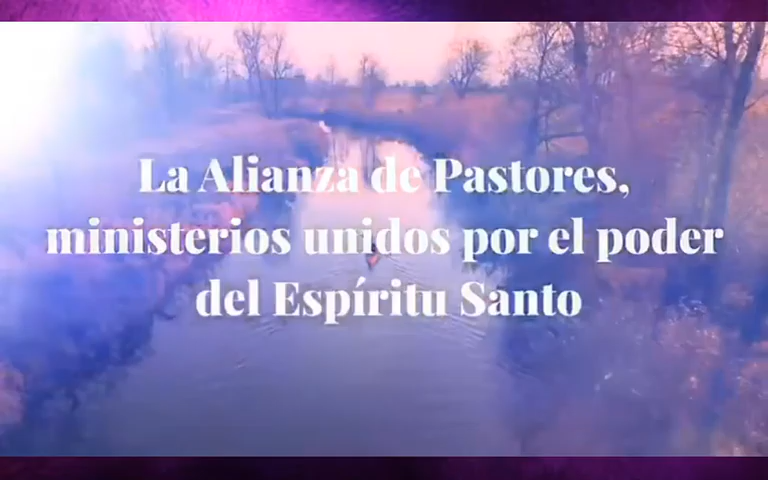 La Alianza de Pastores,
ministerios unidos por el poder
del Espíritu Santo